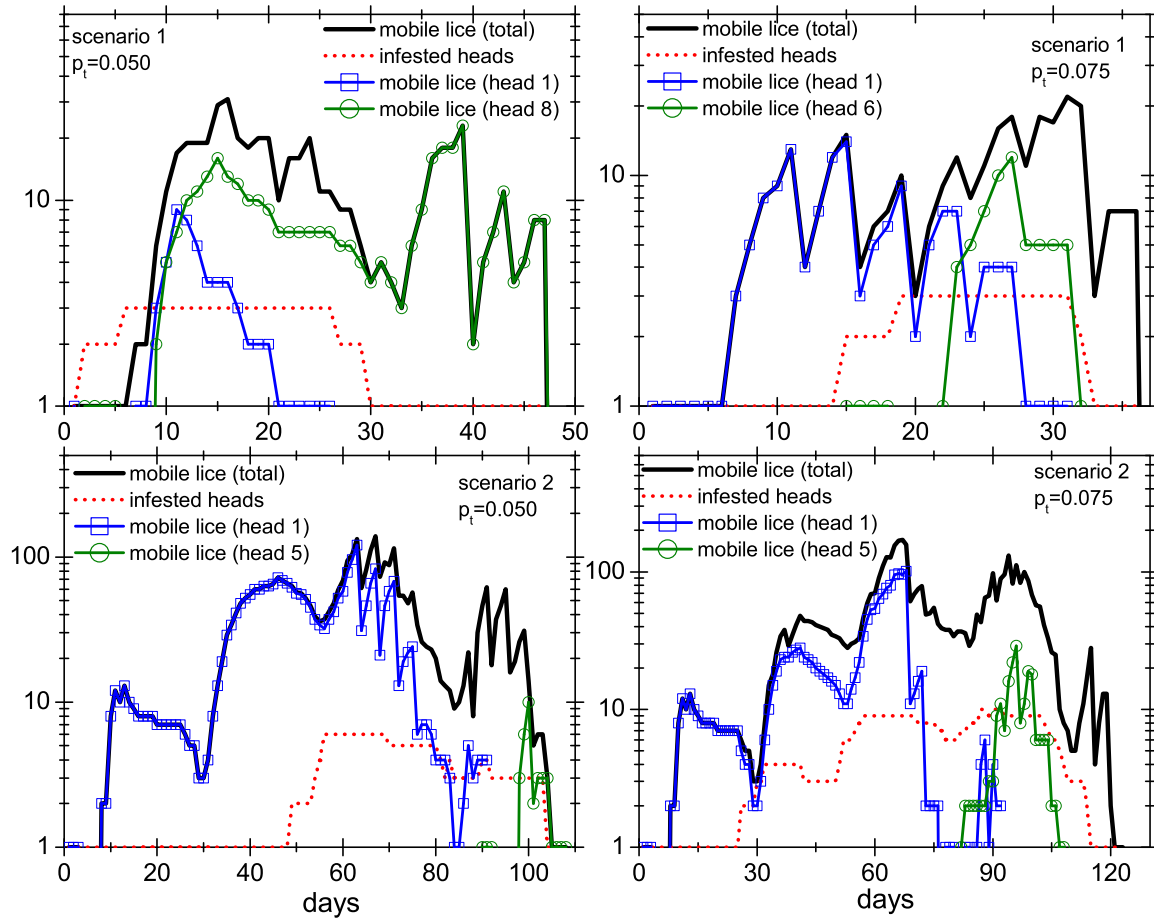 scenario 1
p_t=0.050
mobile lice (total)
infested heads
mobile lice (head 1)
mobile lice (head 8)
10
1
0 10 20 30 40 50
mobile lice (total)
infested heads
mobile lice (head 1)
mobile lice (head 6)
scenario 1
p_t=0.075
10
1
0 10 20 30
mobile lice (total)
infested heads
mobile lice (head 1)
mobile lice (head 5)
scenario 2
p_t=0.050
100
10
1
0 20 40 60 80 100
days
mobile lice (total)
infested heads
mobile lice (head 1)
mobile lice (head 5)
scenario 2
p_t=0.075
100
10
1
0 30 60 90 120
days